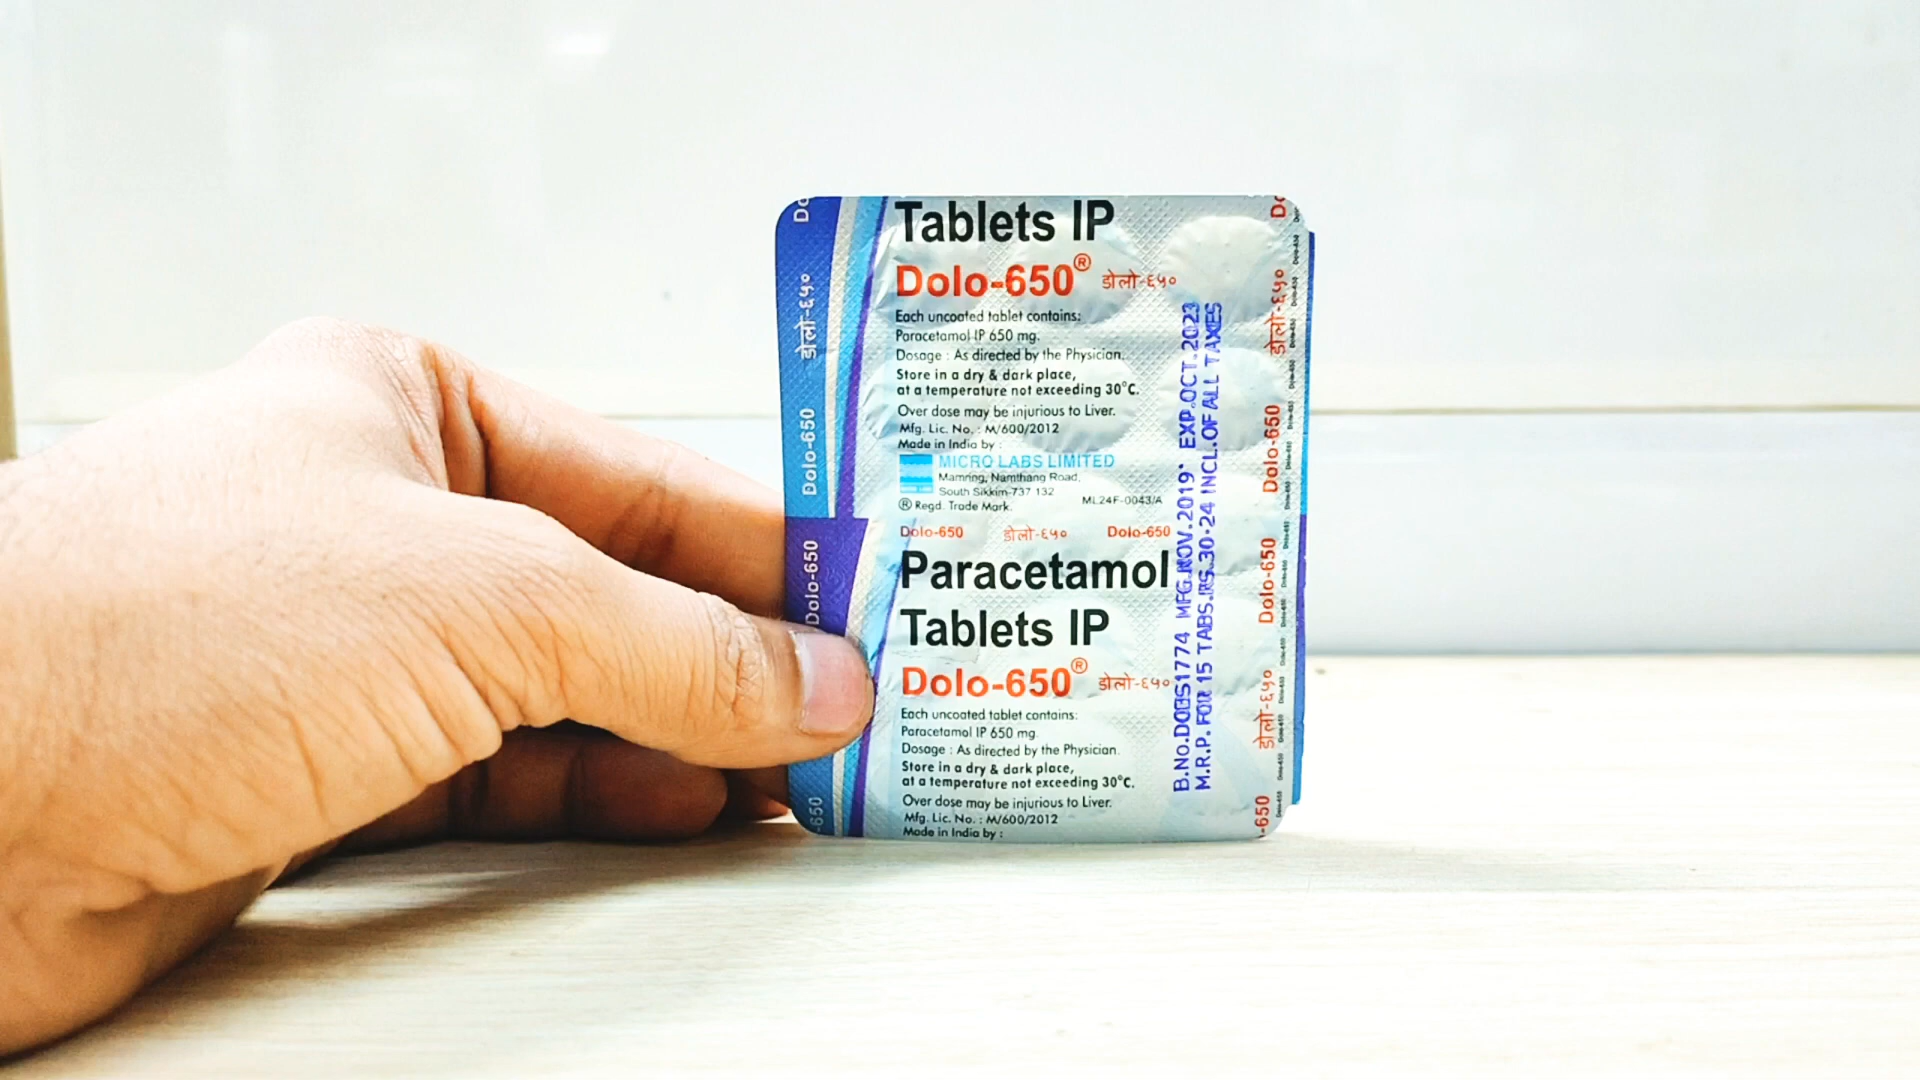 Tablets IP
Dolo-650® डोलो-६५०
Each uncoated tablet contains:
Paracetamol IP 650 mg.
Dosage : As directed by the Physician.
Store in a dry & dark place,
at a temperature not exceeding 30°C.
Over dose may be injurious to Liver.
Mfg. Lic. No. : M/600/2012
Made in India by :
MICRO LABS LIMITED
Mamring, Namthang Road,
South Sikkim-737 132
ML24F-0043/A
® Regd. Trade Mark.
Dolo-650 डोलो-६५० Dolo-650
Paracetamol
Tablets IP
Dolo-650® डोलो-६५०
Each uncoated tablet contains:
Paracetamol IP 650 mg.
Dosage : As directed by the Physician.
Store in a dry & dark place,
at a temperature not exceeding 30°C.
Over dose may be injurious to Liver.
Mfg. Lic. No. : M/600/2012
Made in India by :
MFG.NOV.2019 EXP.OCT.2023
M.R.P. FOR 15 TABS.RS.30.24 INCL.OF ALL TAXES
Do
डोलो-६५०
Dolo-650
Dolo-650
-650
Do
डोलो-६५०
Dolo-650
Dolo-650
डोलो-६५०
-650